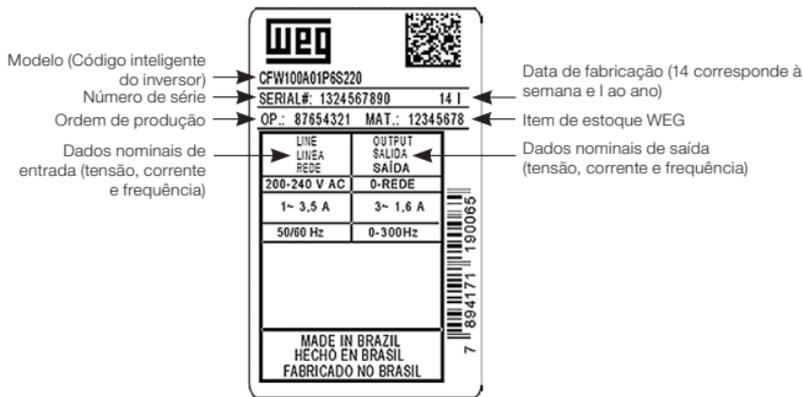 weg
Modelo (Código inteligente
do inversor)
CFW100A01P6S220
Número de série
SERIAL#: 1324567890 14 I
Data de fabricação (14 corresponde à
semana e I ao ano)
Ordem de produção
OP.: 87654321 MAT.: 12345678
Item de estoque WEG
Dados nominais de
entrada (tensão, corrente
e frequência)
LINE
LINEA
REDE
OUTPUT
SALIDA
SAÍDA
Dados nominais de saída
(tensão, corrente e frequência)
200-240 V AC 0-REDE
1~ 3,5 A 3~ 1,6 A
50/60 Hz 0-300Hz
7 894171 190065
MADE IN BRAZIL
HECHO EN BRASIL
FABRICADO NO BRASIL